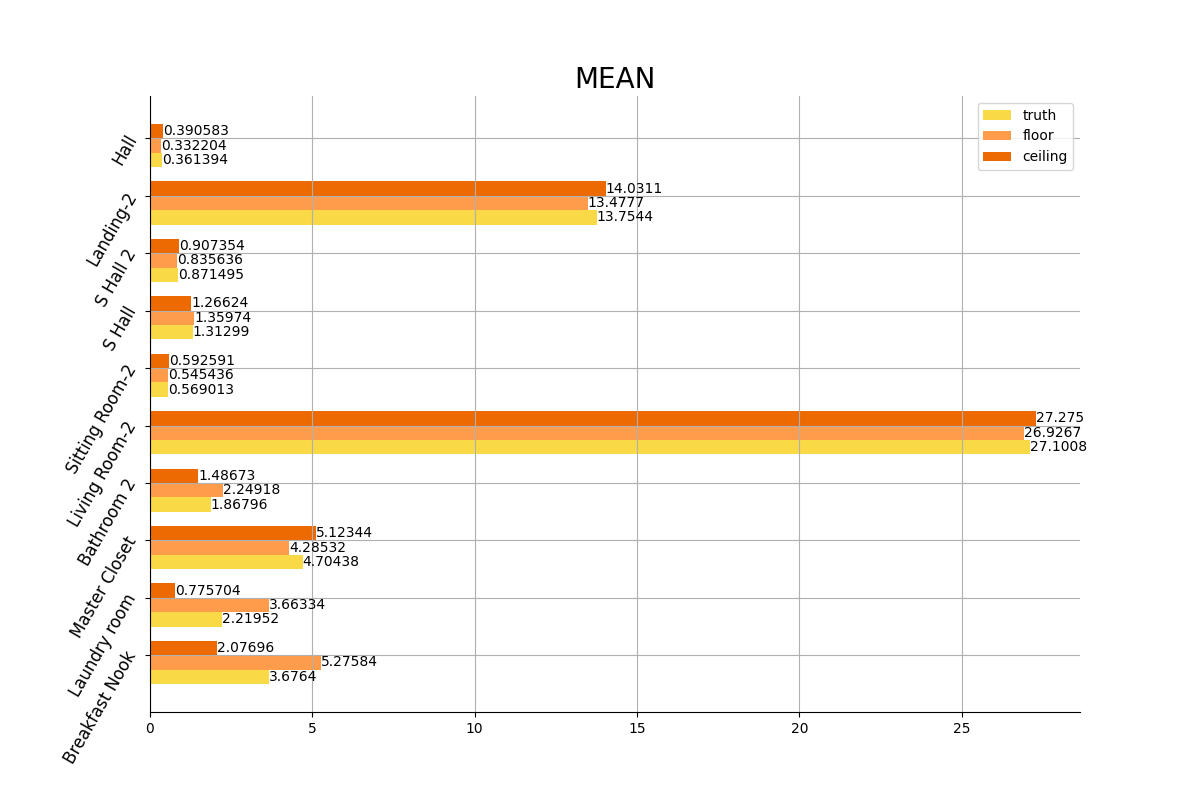 MEAN
truth
floor
ceiling
Hall
0.390583
0.332204
0.361394
Landing-2
14.0311
13.4777
13.7544
S Hall 2
0.907354
0.835636
0.871495
S Hall
1.26624
1.35974
1.31299
Sitting Room-2
0.592591
0.545436
0.569013
Living Room-2
27.275
26.9267
27.1008
Bathroom 2
1.48673
2.24918
1.86796
Master Closet
5.12344
4.28532
4.70438
Laundry room
0.775704
3.66334
2.21952
Breakfast Nook
2.07696
5.27584
3.6764
0 5 10 15 20 25